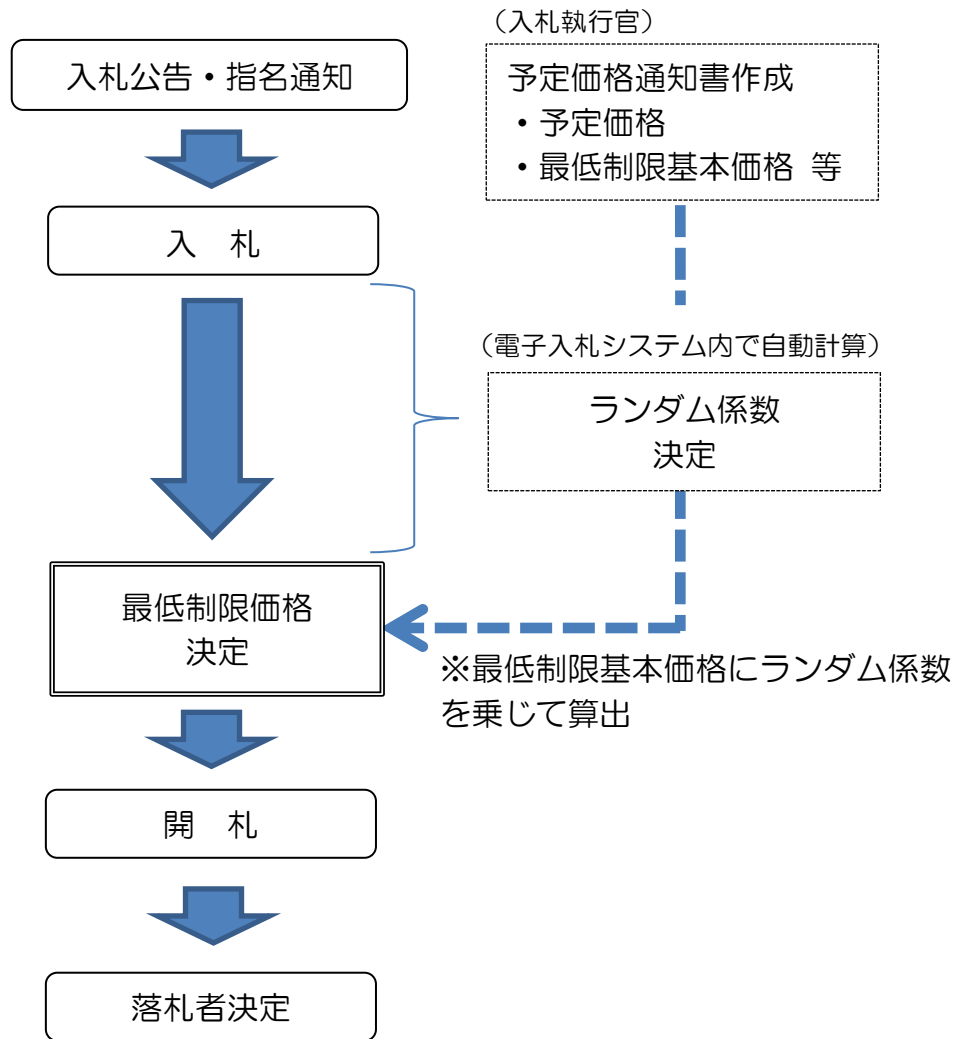 （入札執行官）
入札公告・指名通知
予定価格通知書作成
・予定価格
・最低制限基本価格 等
入　札
（電子入札システム内で自動計算）
ランダム係数
決定
最低制限価格
決定
※最低制限基本価格にランダム係数
を乗じて算出
開　札
落札者決定